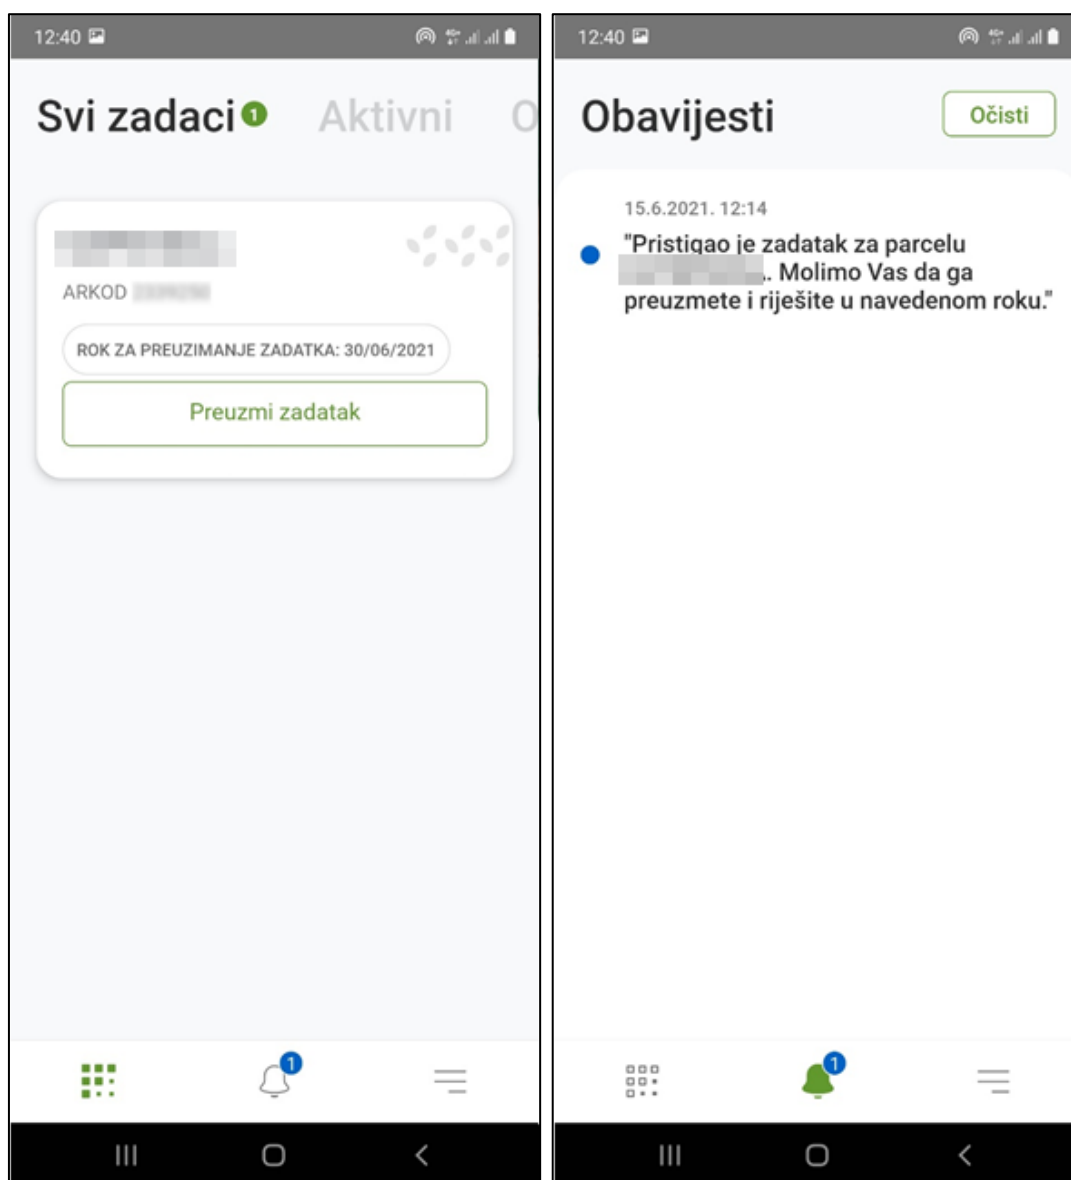 12:40
Svi zadaci 1 Aktivni O
ARKOD
ROK ZA PREUZIMANJE ZADATKA: 30/06/2021
Preuzmi zadatak
1
12:40
Obavijesti Očisti
15.6.2021. 12:14
"Pristigao je zadatak za parcelu
.. Molimo Vas da ga
preuzmete i riješite u navedenom roku."
1